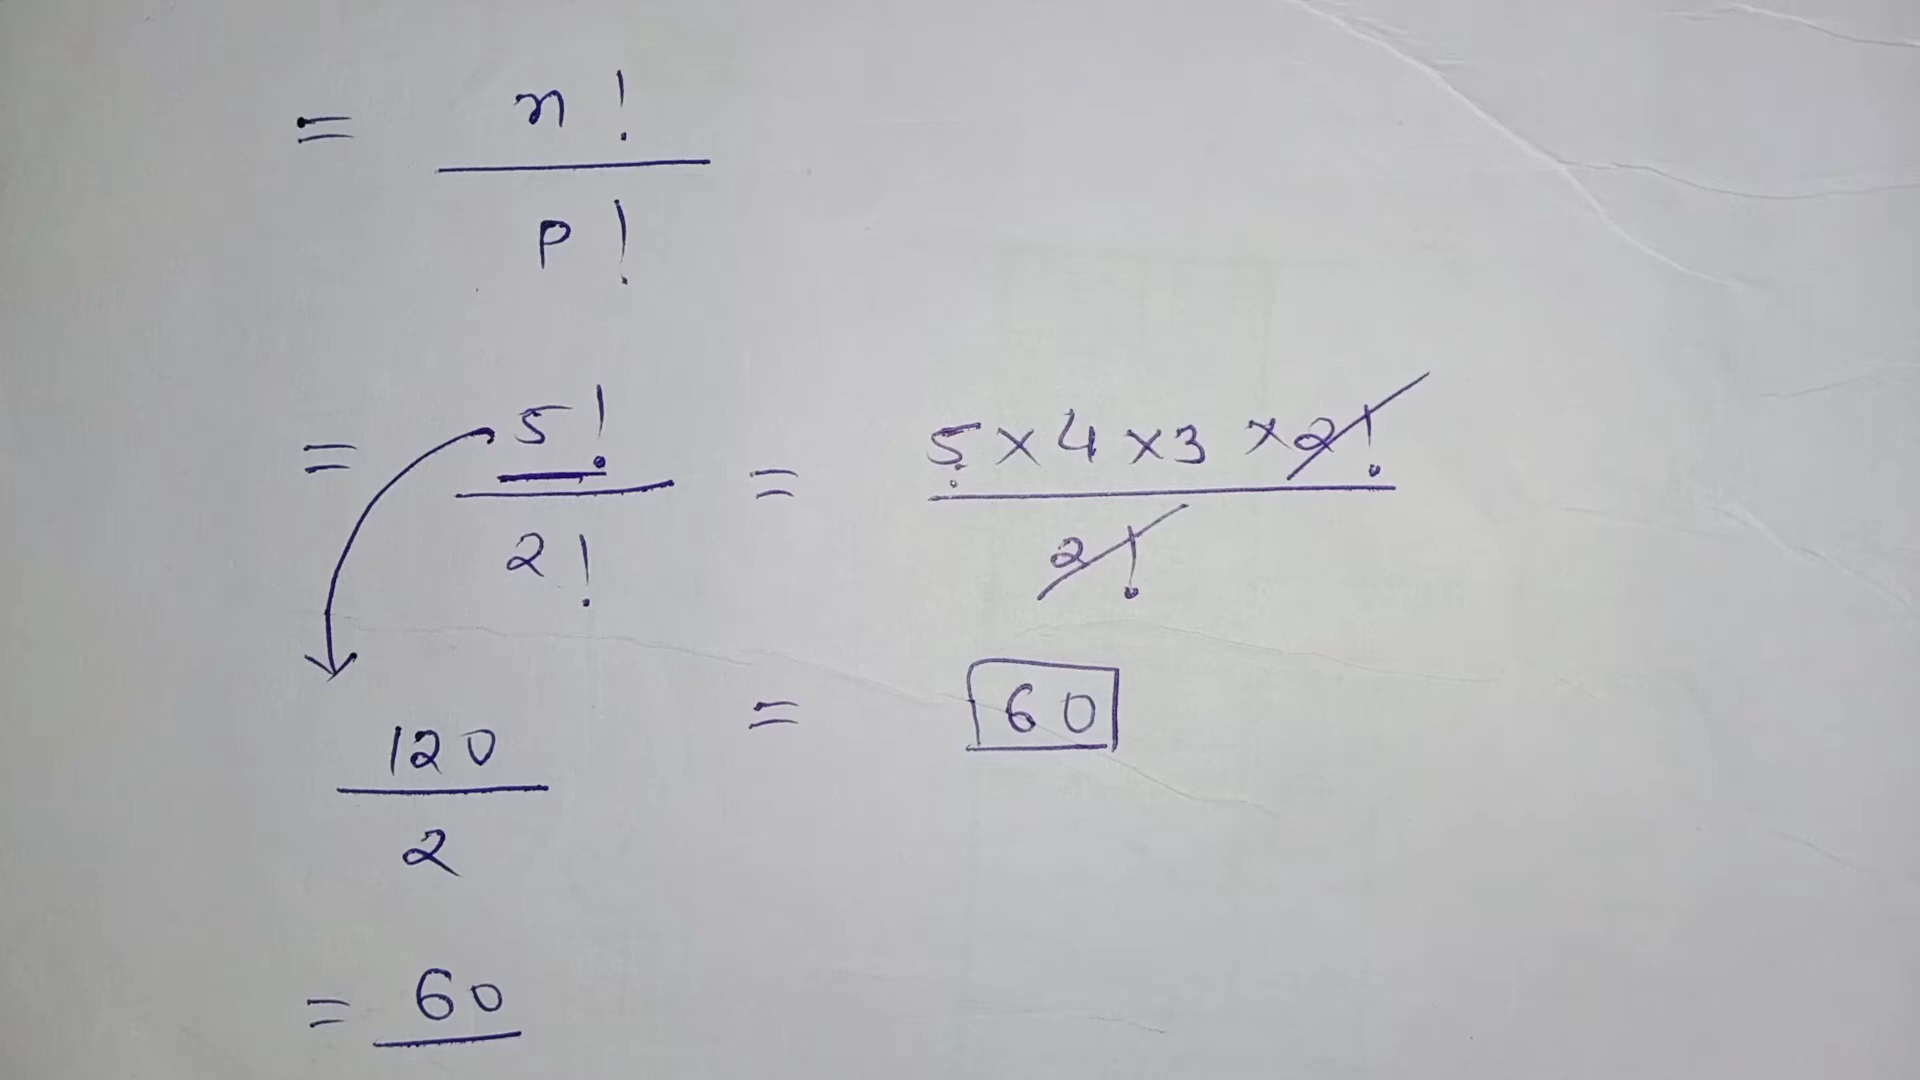 = n!
p!
= 5! = 5 × 4 × 3 × 2!
2! 2!
120 = 60
2
= 60